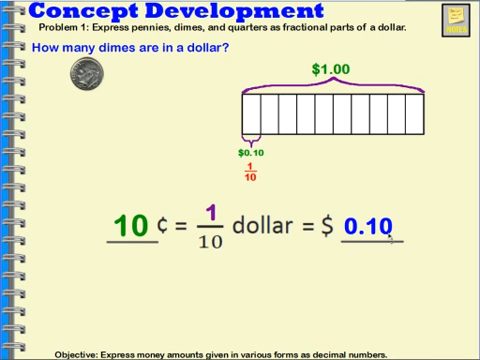 Concept Development
Problem 1: Express pennies, dimes, and quarters as fractional parts of a dollar.
How many dimes are in a dollar?
$1.00
$0.10
1
10
10 ¢ = 1/10 dollar = $ 0.10
Objective: Express money amounts given in various forms as decimal numbers.